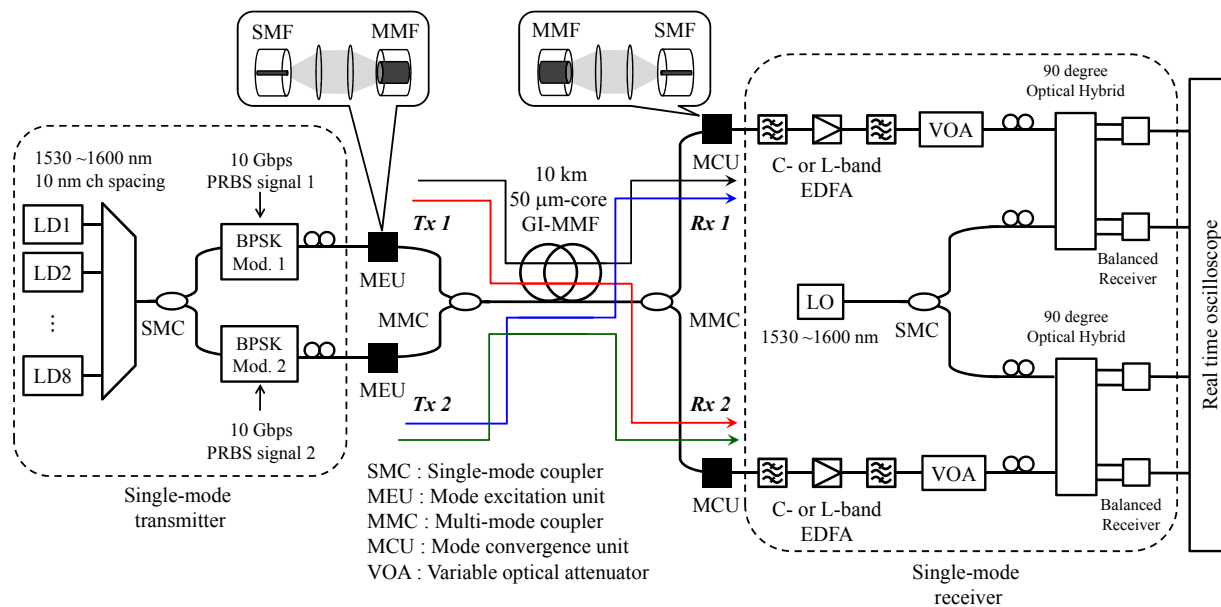 SMF
MMF
MMF
SMF
90 degree
Optical Hybrid
1530 ~1600 nm
10 nm ch spacing
10 Gbps
PRBS signal 1
LD1
LD2
⋮
LD8
SMC
BPSK
Mod. 1
BPSK
Mod. 2
10 Gbps
PRBS signal 2
Single-mode
transmitter
MEU
MEU
MMC
Tx 1
Tx 2
10 km
50 μm-core
GI-MMF
Rx 1
Rx 2
MMC
MCU
MCU
VOA
C- or L-band
EDFA
LO
1530 ~1600 nm
SMC
Balanced
Receiver
90 degree
Optical Hybrid
VOA
C- or L-band
EDFA
Balanced
Receiver
Single-mode
receiver
Real time oscilloscope
SMC : Single-mode coupler
MEU : Mode excitation unit
MMC : Multi-mode coupler
MCU : Mode convergence unit
VOA : Variable optical attenuator